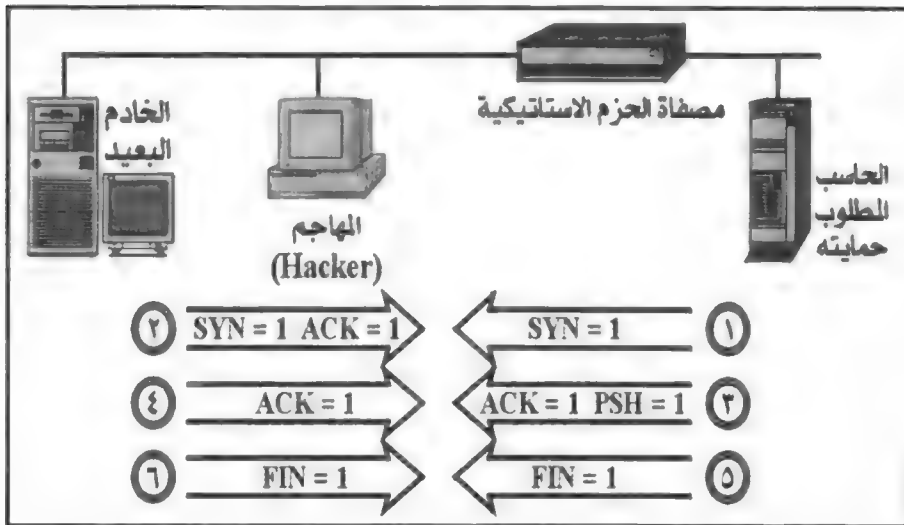 الخادم
البعيد
المهاجم
(Hacker)
مصفاة الحزم الاستاتيكية
الحاسب
المطلوب
حمايته
١ SYN = 1
٢ SYN = 1 ACK = 1
٣ ACK = 1 PSH = 1
٤ ACK = 1
٥ FIN = 1
٦ FIN = 1